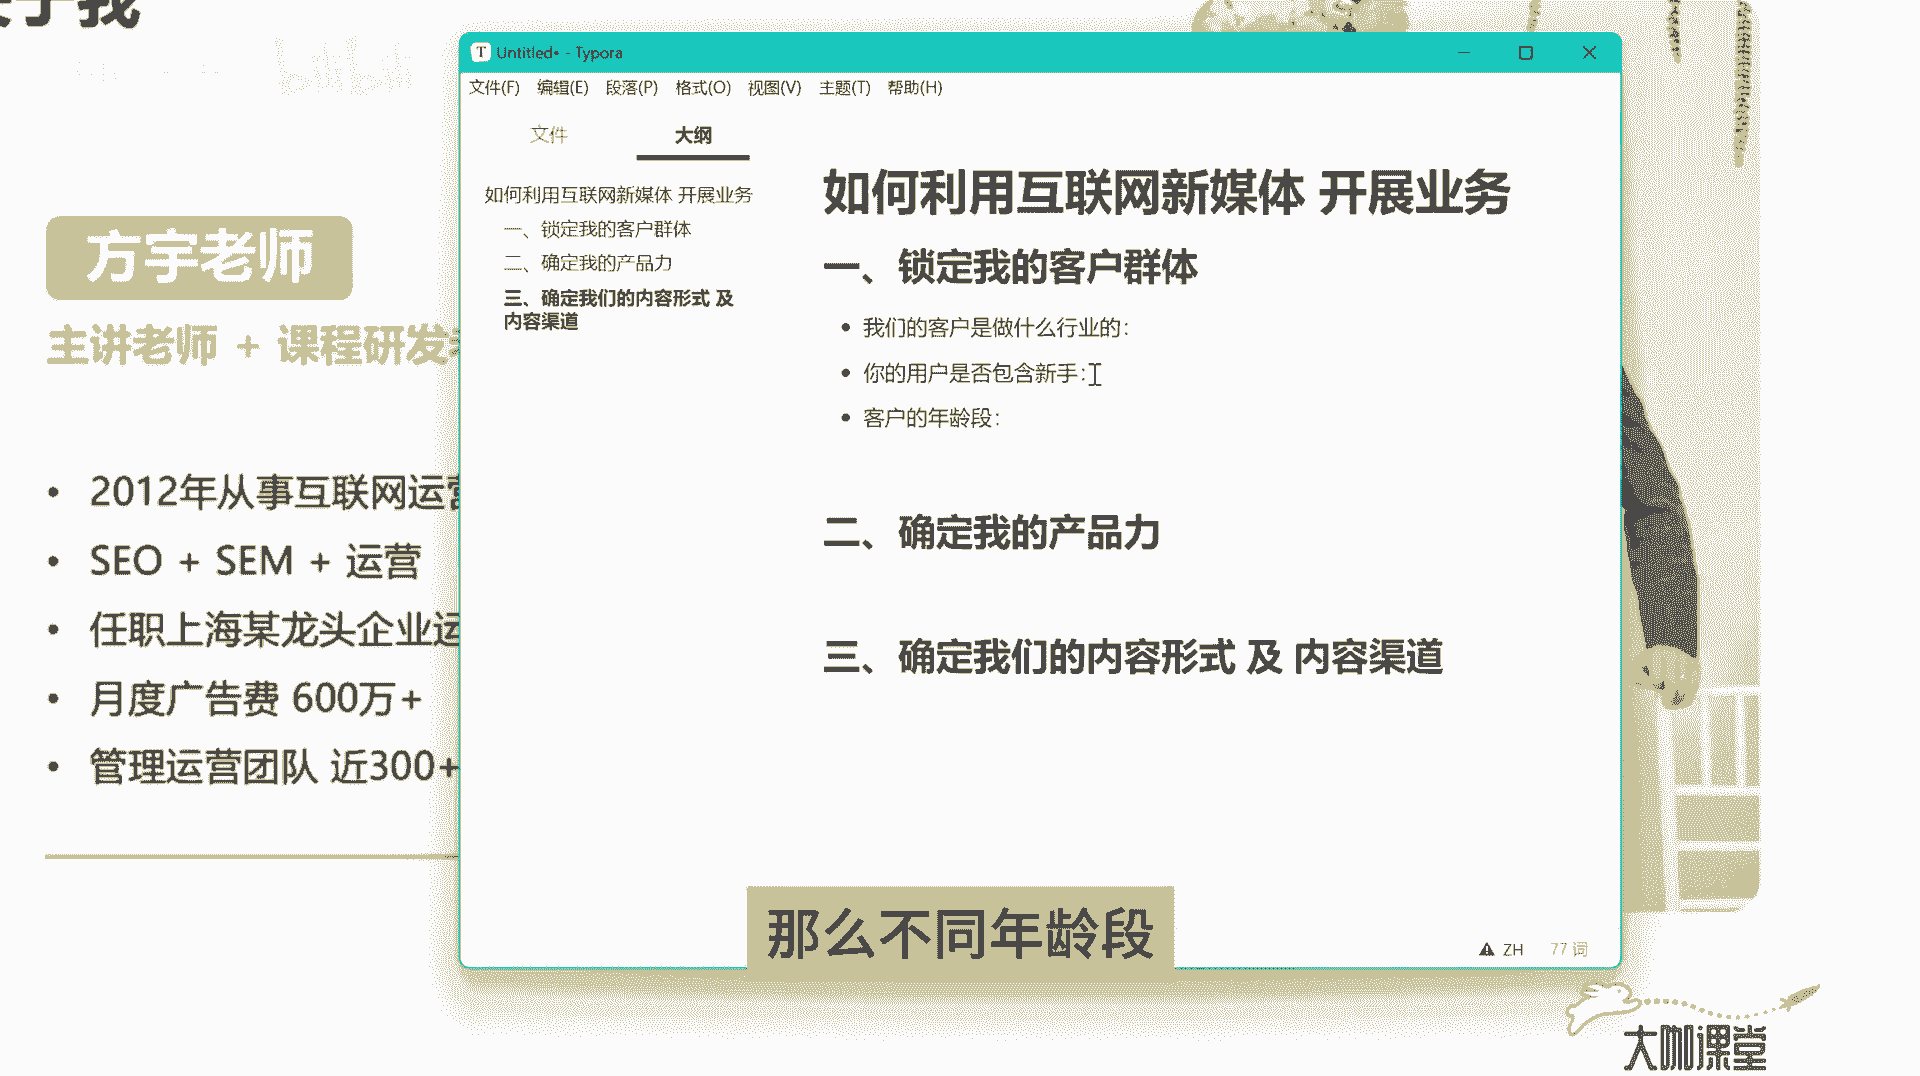 关于我
bilibili
方宇老师
主讲老师 + 课程研发
2012年从事互联网运营
SEO + SEM + 运营
任职上海某龙头企业运
月度广告费 600万+
管理运营团队 近300+
Untitled• - Typora
文件(F) 编辑(E) 段落(P) 格式(O) 视图(V) 主题(T) 帮助(H)
文件 大纲
如何利用互联网新媒体 开展业务
一、锁定我的客户群体
二、确定我的产品力
三、确定我们的内容形式 及
内容渠道
如何利用互联网新媒体 开展业务
一、锁定我的客户群体
我们的客户是做什么行业的：
你的用户是否包含新手：
客户的年龄段：
二、确定我的产品力
三、确定我们的内容形式 及 内容渠道
ZH 77 词
那么不同年龄段
大咖课堂